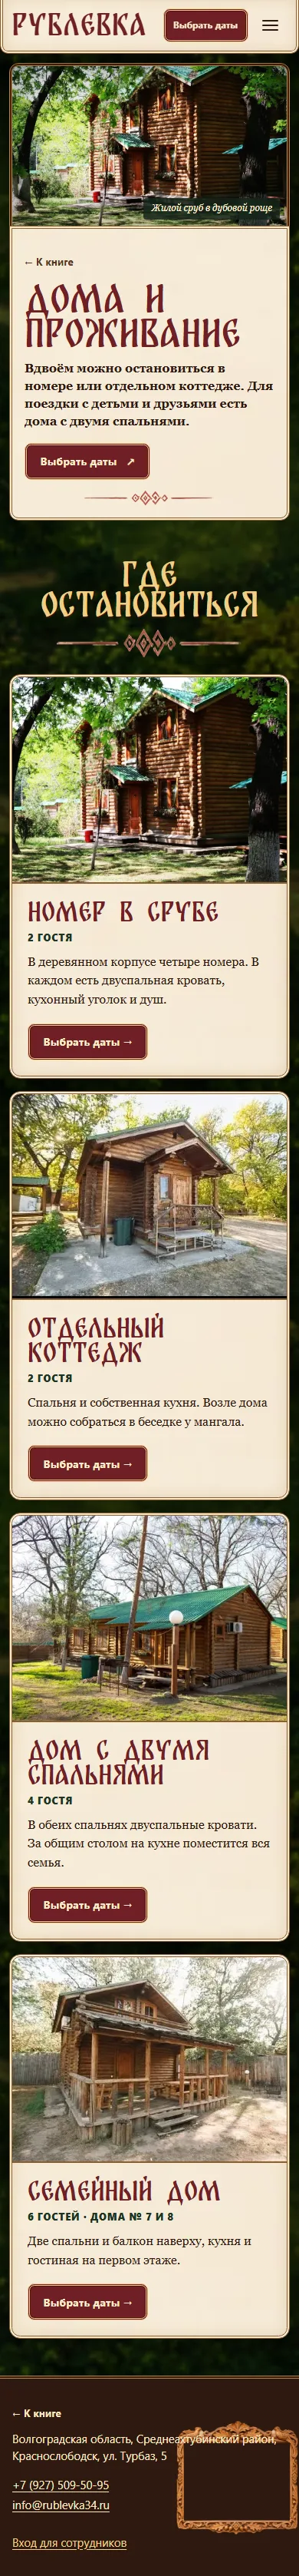 РУБЛЕВКА
Выбрать даты
Жилой сруб в дубовой роще
← К книге
ДОМА И
ПРОЖИВАНИЕ
Вдвоём можно остановиться в
номере или отдельном коттедже. Для
поездки с детьми и друзьями есть
дома с двумя спальнями.
Выбрать даты ↗
ГДЕ
ОСТАНОВИТЬСЯ
НОМЕР В СРУБЕ
2 ГОСТЯ
В деревянном корпусе четыре номера. В
каждом есть двуспальная кровать,
кухонный уголок и душ.
Выбрать даты →
ОТДЕЛЬНЫЙ
КОТТЕДЖ
2 ГОСТЯ
Спальня и собственная кухня. Возле дома
можно собраться в беседке у мангала.
Выбрать даты →
ДОМ С ДВУМЯ
СПАЛЬНЯМИ
4 ГОСТЯ
В обеих спальнях двуспальные кровати.
За общим столом на кухне поместится вся
семья.
Выбрать даты →
СЕМЕЙНЫЙ ДОМ
6 ГОСТЕЙ · ДОМА № 7 И 8
Две спальни и балкон наверху, кухня и
гостиная на первом этаже.
Выбрать даты →
← К книге
Волгоградская область, Среднеахтубинский район,
Краснослободск, ул. Турбаз, 5
+7 (927) 509-50-95
info@rublevka34.ru
Вход для сотрудников